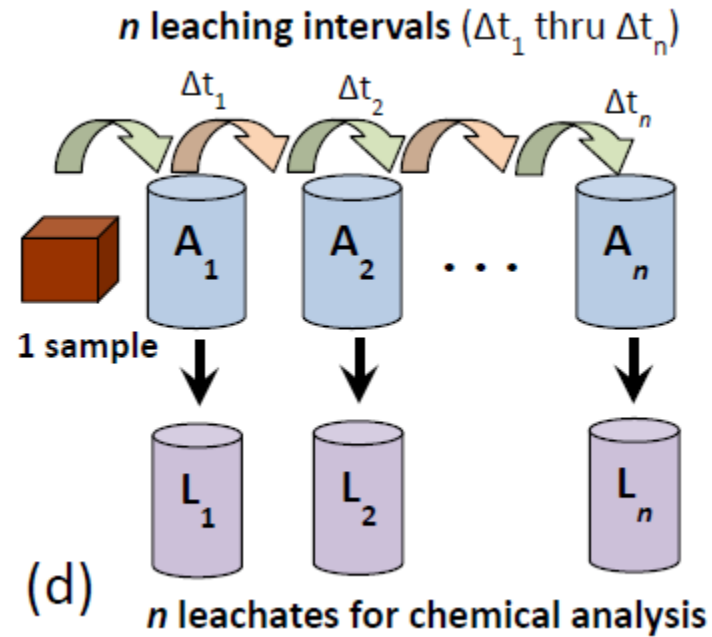 n leaching intervals (Δt₁ thru Δtₙ)
Δt₁ Δt₂ Δtₙ
A₁ A₂ . . . Aₙ
1 sample
L₁ L₂ Lₙ
(d)
n leachates for chemical analysis